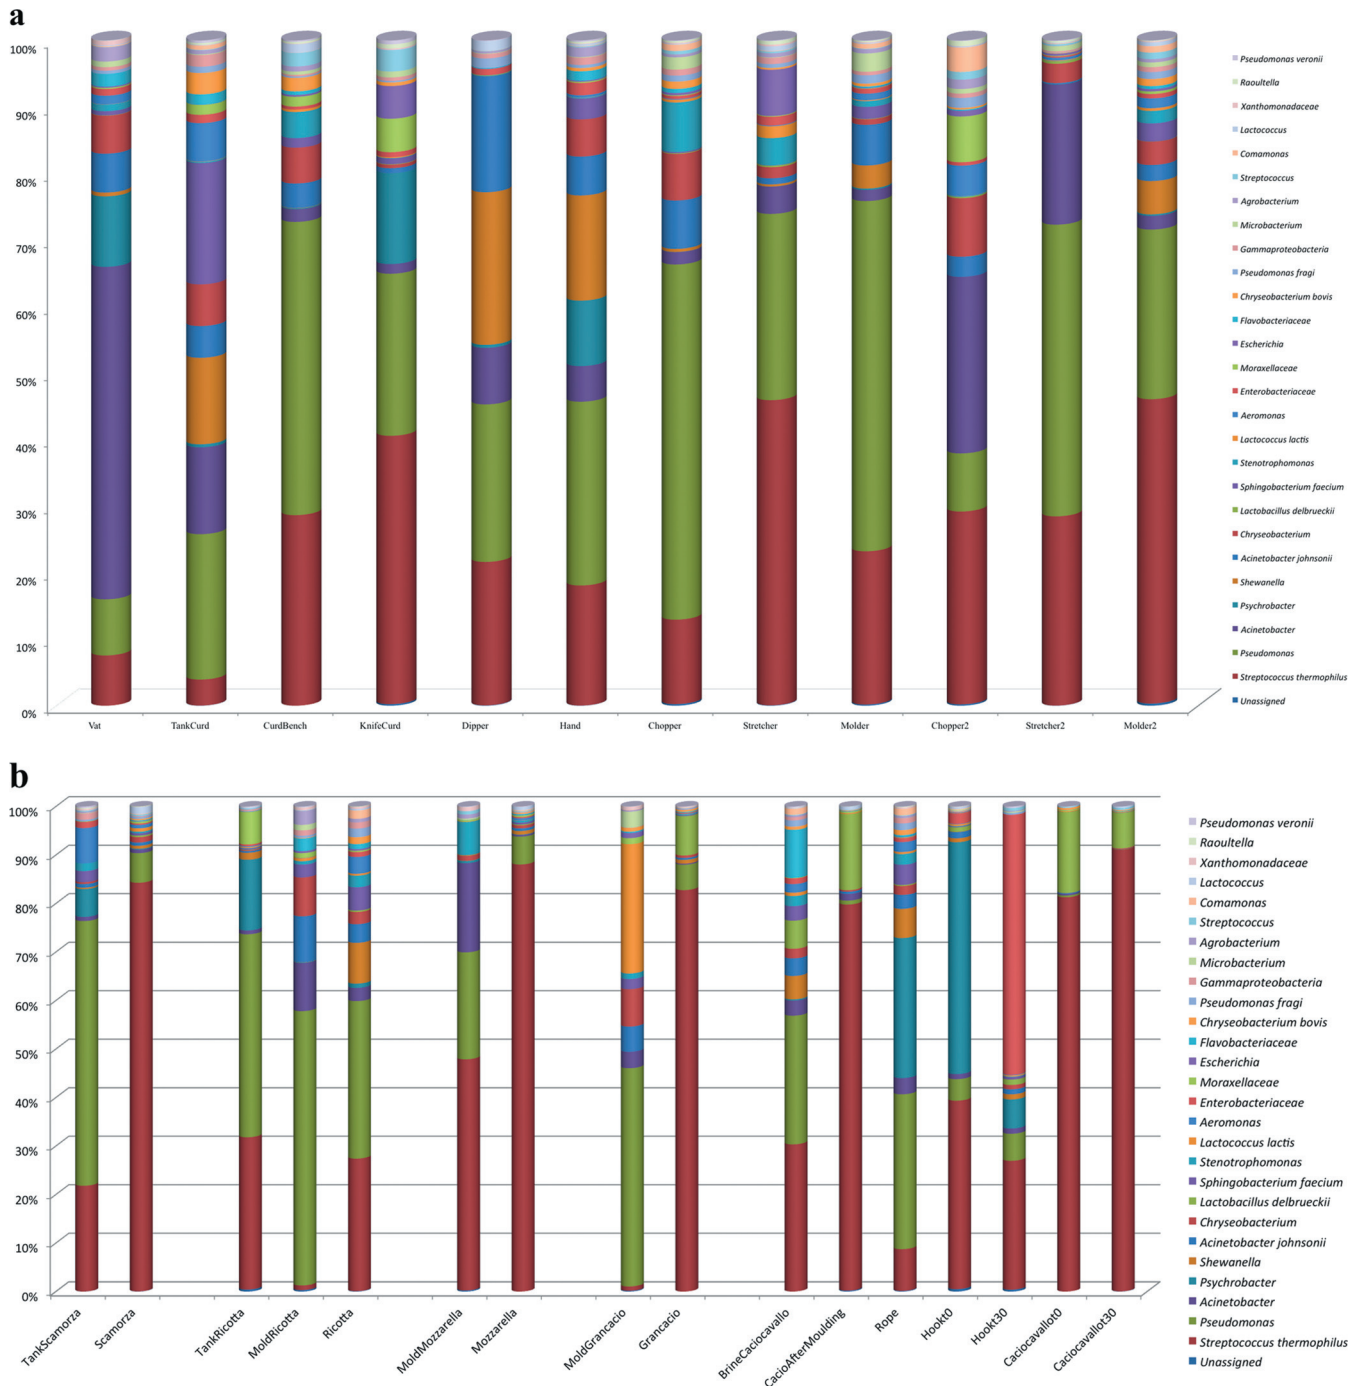 a
100%
90%
80%
70%
60%
50%
40%
30%
20%
10%
0%
Vat TankCurd CurdBench KnifeCurd Dipper Hand Chopper Stretcher Molder Chopper2 Stretcher2 Molder2
Pseudomonas veronii
Raoultella
Xanthomonadaceae
Lactococcus
Comamonas
Streptococcus
Agrobacterium
Microbacterium
Gammaproteobacteria
Pseudomonas fragi
Chryseobacterium bovis
Flavobacteriaceae
Escherichia
Moraxellaceae
Enterobacteriaceae
Aeromonas
Lactococcus lactis
Stenotrophomonas
Sphingobacterium faecium
Lactobacillus delbrueckii
Chryseobacterium
Acinetobacter johnsonii
Shewanella
Psychrobacter
Acinetobacter
Pseudomonas
Streptococcus thermophilus
Unassigned
b
100%
90%
80%
70%
60%
50%
40%
30%
20%
10%
0%
TankScamorza Scamorza TankRicotta MoldRicotta Ricotta MoldMozzarella Mozzarella MoldGrancacio Grancacio BrineCaciocavallo CacioAfterMoulding Rope Hookt0 Hookt30 Caciocavallot0 Caciocavallot30
Pseudomonas veronii
Raoultella
Xanthomonadaceae
Lactococcus
Comamonas
Streptococcus
Agrobacterium
Microbacterium
Gammaproteobacteria
Pseudomonas fragi
Chryseobacterium bovis
Flavobacteriaceae
Escherichia
Moraxellaceae
Enterobacteriaceae
Aeromonas
Lactococcus lactis
Stenotrophomonas
Sphingobacterium faecium
Lactobacillus delbrueckii
Chryseobacterium
Acinetobacter johnsonii
Shewanella
Psychrobacter
Acinetobacter
Pseudomonas
Streptococcus thermophilus
Unassigned